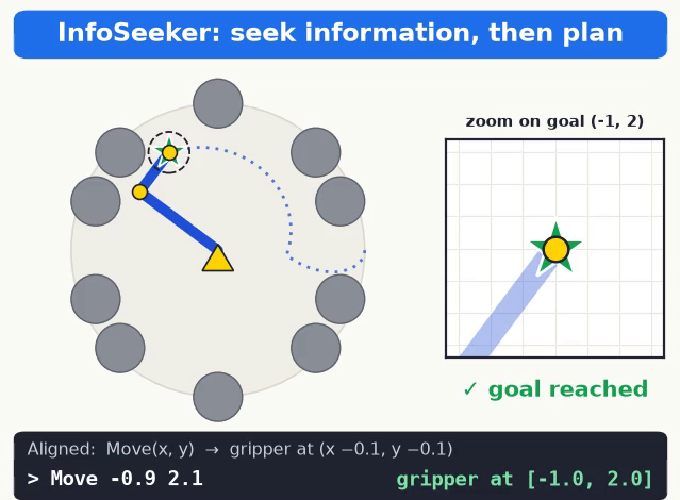 InfoSeeker: seek information, then plan
zoom on goal (-1, 2)
✓ goal reached
Aligned: Move(x, y) → gripper at (x −0.1, y −0.1)
> Move -0.9 2.1
gripper at [-1.0, 2.0]